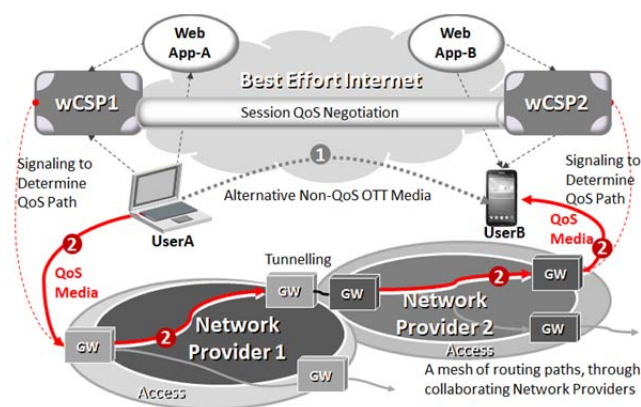 Web
App-A
Web
App-B
Best Effort Internet
wCSP1
wCSP2
Session QoS Negotiation
Signaling to
Determine
QoS Path
1
Signaling to
Determine
QoS Path
Alternative Non-QoS OTT Media
UserA
UserB
2
QoS
Media
QoS
Media
2
Tunnelling
GW
GW
2
GW
2
Network
Provider 1
Network
Provider 2
GW
GW
GW
Access
Access
A mesh of routing paths, through
collaborating Network Providers